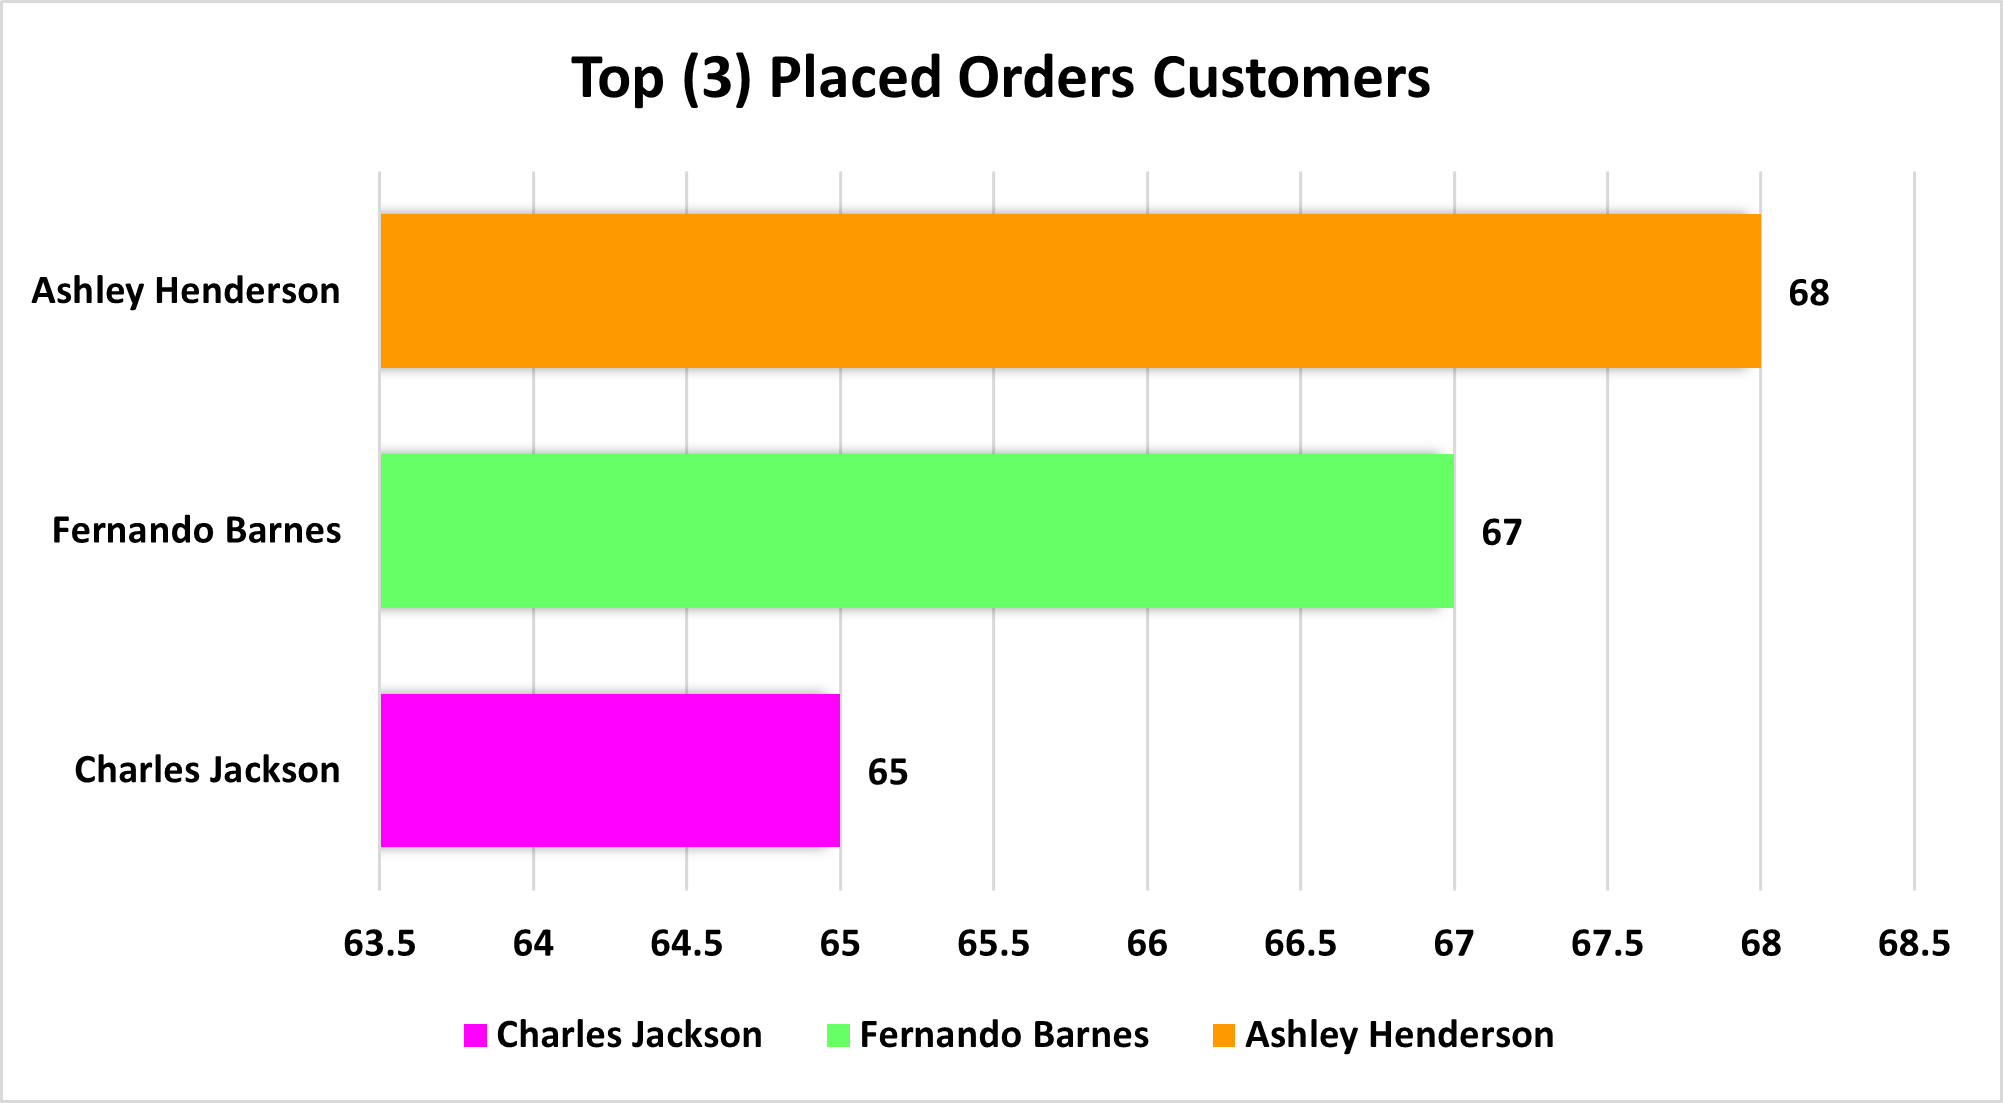 Top (3) Placed Orders Customers
Ashley Henderson
68
Fernando Barnes
67
Charles Jackson
65
63.5 64 64.5 65 65.5 66 66.5 67 67.5 68 68.5
Charles Jackson Fernando Barnes Ashley Henderson